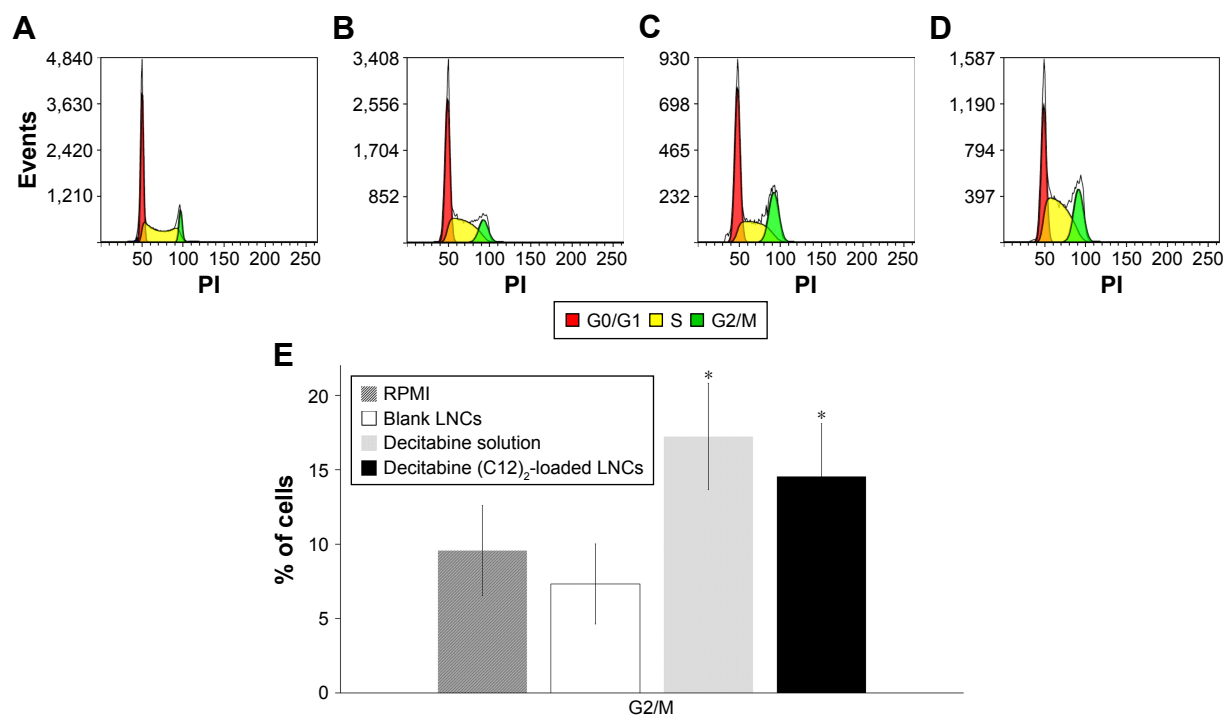 A
B
C
D
Events
4,840
3,630
2,420
1,210
50 100 150 200 250
PI
3,408
2,556
1,704
852
50 100 150 200 250
PI
930
698
465
232
50 100 150 200 250
PI
1,587
1,190
794
397
50 100 150 200 250
PI
G0/G1 S G2/M
E
% of cells
20
15
10
5
0
RPMI
Blank LNCs
Decitabine solution
Decitabine (C12)₂-loaded LNCs
*
*
G2/M